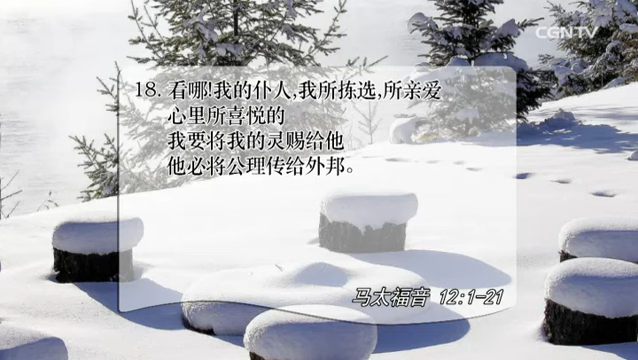 CGNTV
18. 看哪!我的仆人,我所拣选,所亲爱
心里所喜悦的
我要将我的灵赐给他
他必将公理传给外邦。
马太福音 12:1-21